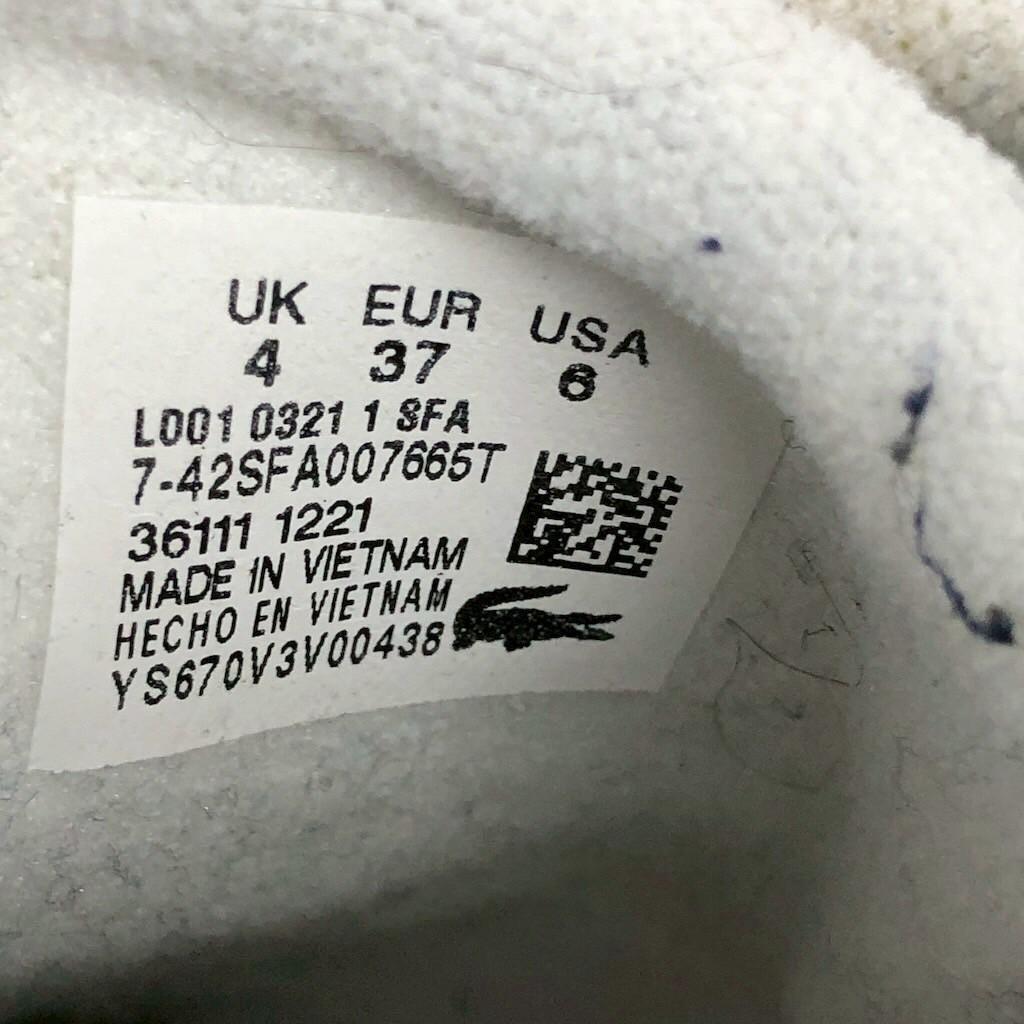 UK EUR USA
4 37 6
L001 0321 1 SFA
7-42SFA007665T
36111 1221
MADE IN VIETNAM
HECHO EN VIETNAM
YS670V3V00438